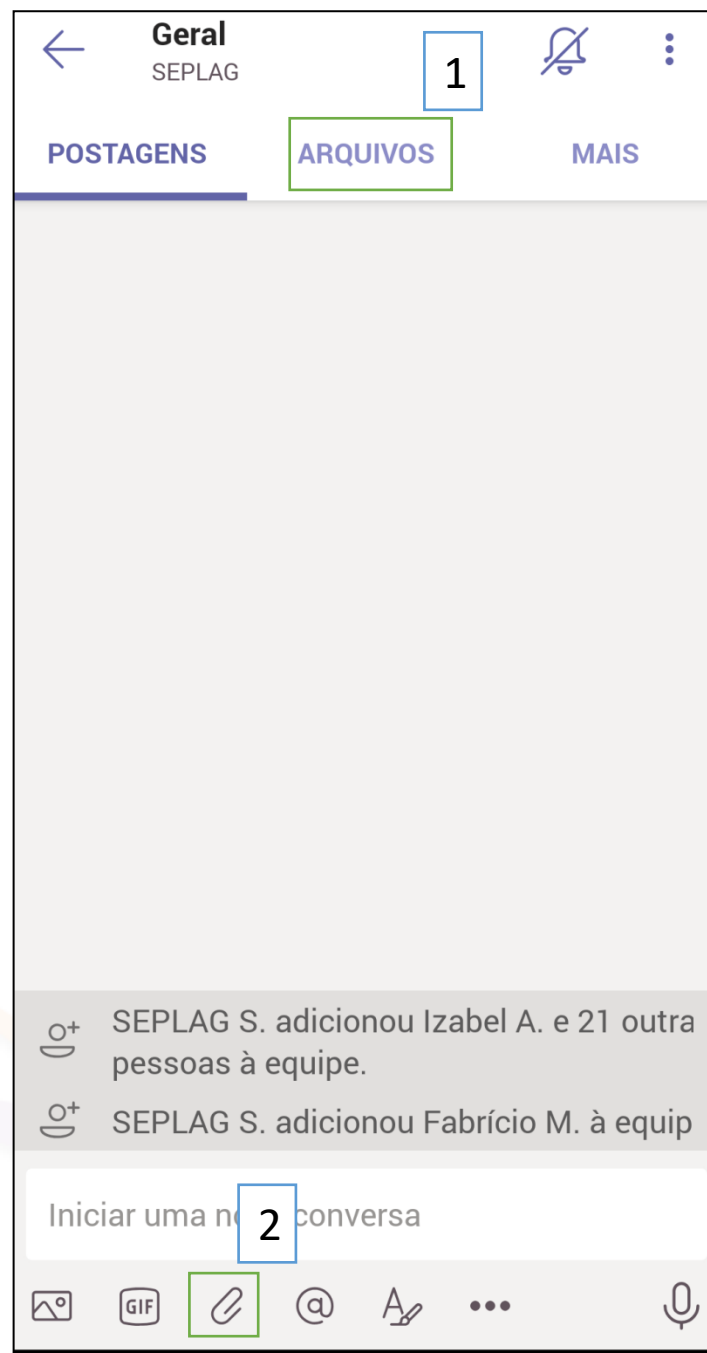 Geral
SEPLAG
1
POSTAGENS ARQUIVOS MAIS
SEPLAG S. adicionou Izabel A. e 21 outra
pessoas à equipe.
SEPLAG S. adicionou Fabrício M. à equip
Iniciar uma n conversa
2
GIF @ A